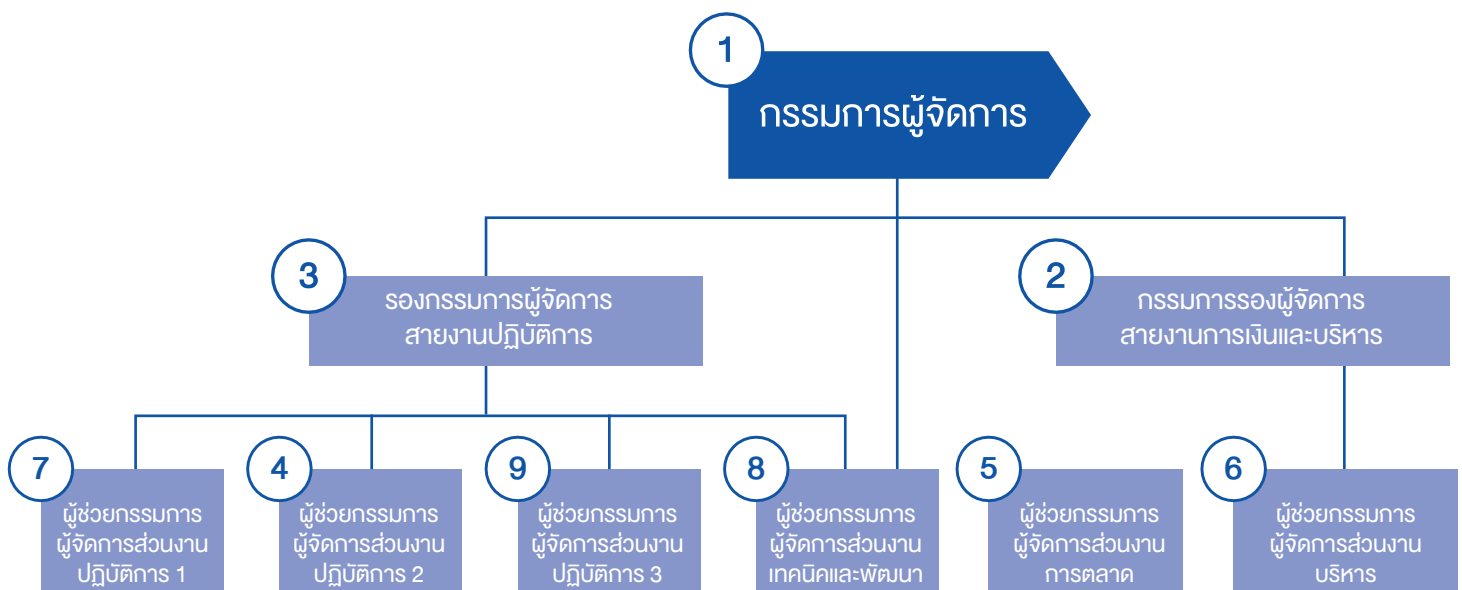 1
กรรมการผู้จัดการ
3
รองกรรมการผู้จัดการ
สายงานปฏิบัติการ
2
กรรมการรองผู้จัดการ
สายงานการเงินและบริหาร
7
ผู้ช่วยกรรมการ
ผู้จัดการส่วนงาน
ปฏิบัติการ 1
4
ผู้ช่วยกรรมการ
ผู้จัดการส่วนงาน
ปฏิบัติการ 2
9
ผู้ช่วยกรรมการ
ผู้จัดการส่วนงาน
ปฏิบัติการ 3
8
ผู้ช่วยกรรมการ
ผู้จัดการส่วนงาน
เทคนิคและพัฒนา
5
ผู้ช่วยกรรมการ
ผู้จัดการส่วนงาน
การตลาด
6
ผู้ช่วยกรรมการ
ผู้จัดการส่วนงาน
บริหาร